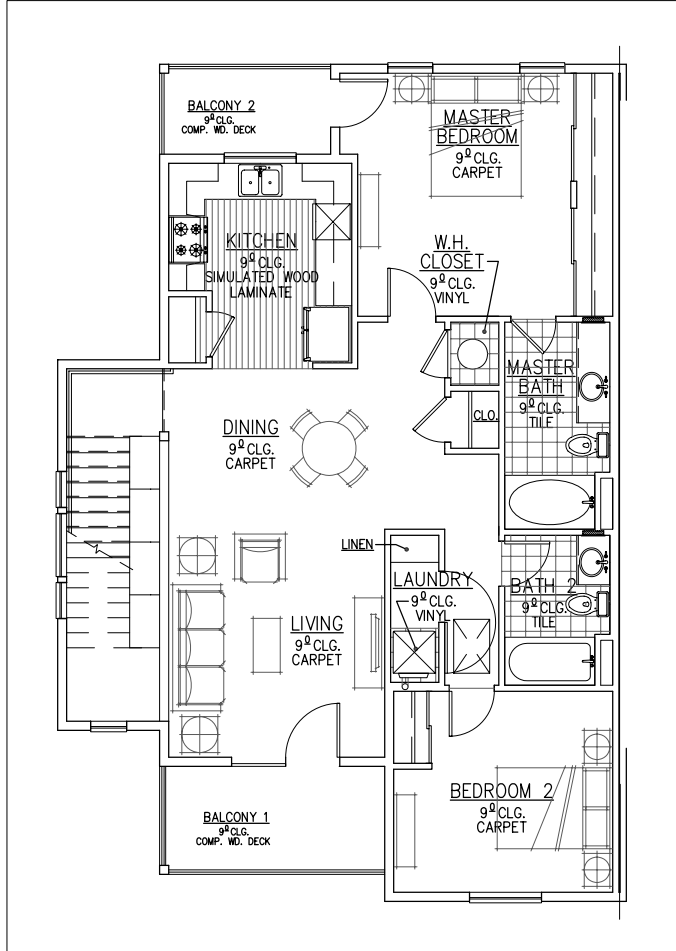 BALCONY 2
9⁰ CLG.
COMP. WD. DECK
MASTER
BEDROOM
9⁰ CLG.
CARPET
KITCHEN
9⁰ CLG.
SIMULATED WOOD
LAMINATE
W.H.
CLOSET
9⁰ CLG.
VINYL
MASTER
BATH
9⁰ CLG.
TILE
DINING
9⁰ CLG.
CARPET
CLO.
LINEN
LAUNDRY
9⁰ CLG.
VINYL
BATH 2
9⁰ CLG.
TILE
LIVING
9⁰ CLG.
CARPET
BEDROOM 2
9⁰ CLG.
CARPET
BALCONY 1
9⁰ CLG.
COMP. WD. DECK